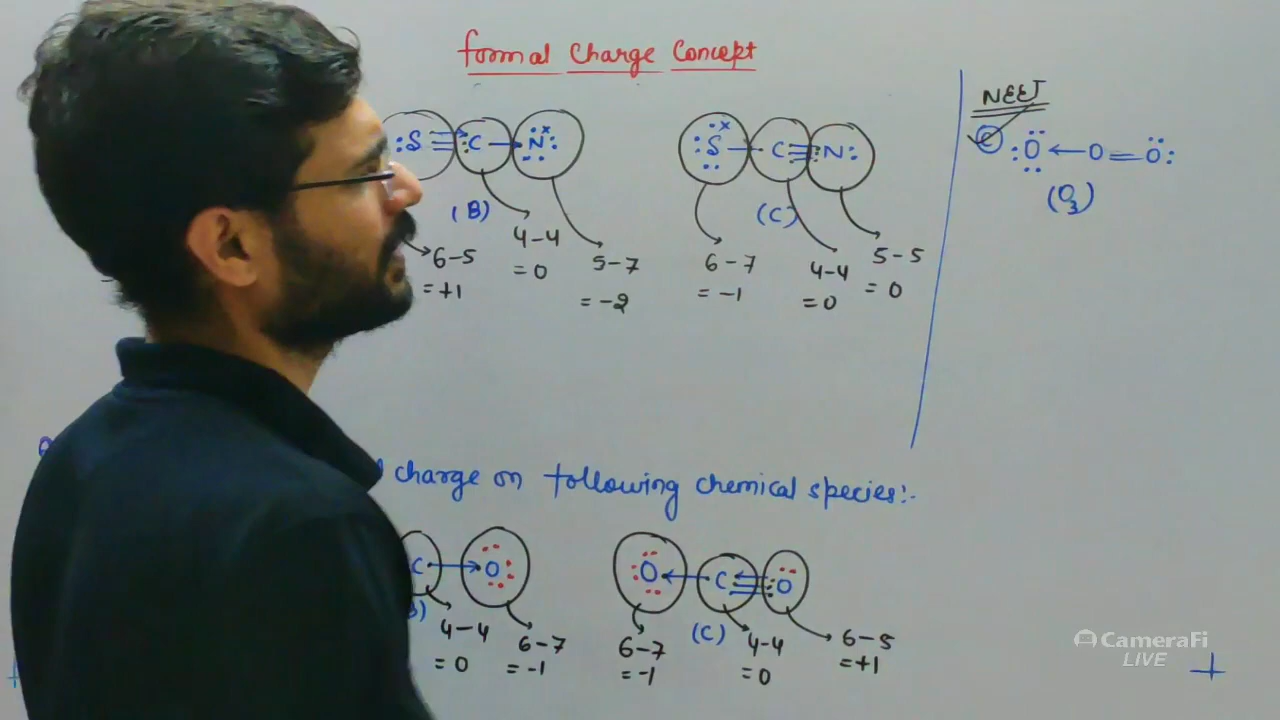 Formal Charge Concept
:S≡C→N:
(B)
6-5
=+1
4-4
=0
5-7
=-2
:S–C≡N:
(C)
6-7
=-1
4-4
=0
5-5
=0
NEET
:O←O=O:
(O₃)
charge on following chemical species:-
C→O
4-4
=0
6-7
=-1
:O←C≡O
(C)
6-7
=-1
4-4
=0
6-5
=+1
CameraFi
LIVE